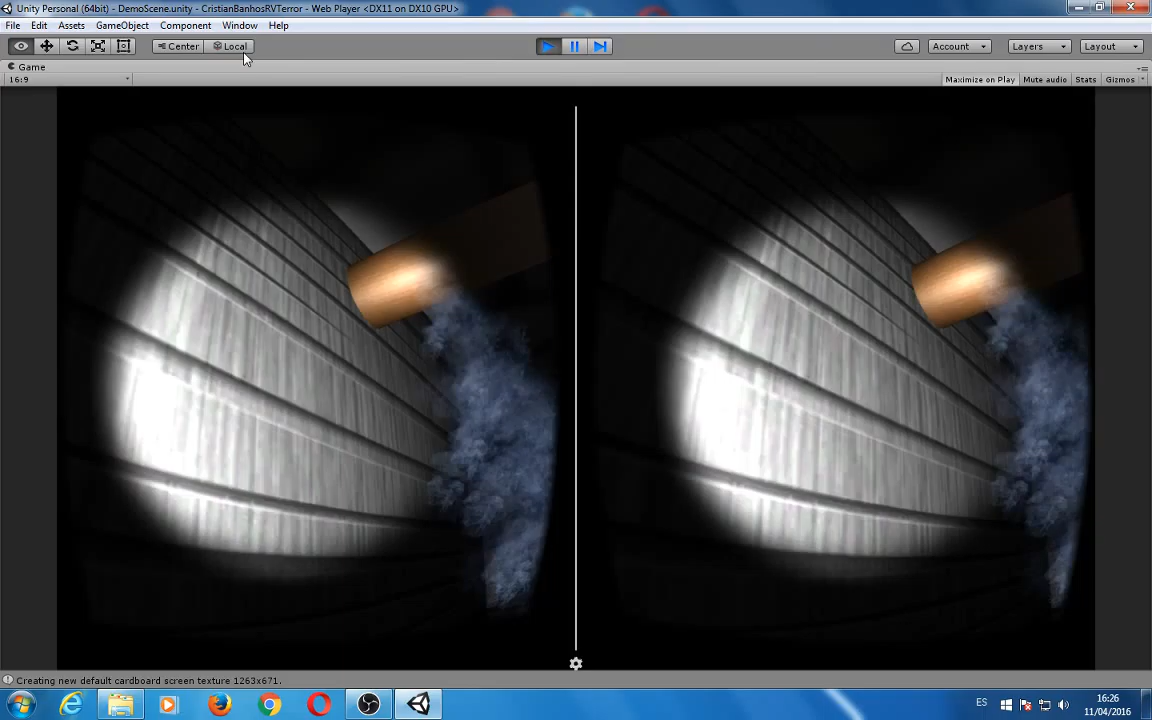 Unity Personal (64bit) - DemoScene.unity - CristianBanhosRVTerror - Web Player <DX11 on DX10 GPU>
File Edit Assets GameObject Component Window Help
Center Local Account Layers Layout
Game
16:9 Maximize on Play Mute audio Stats Gizmos
Creating new default cardboard screen texture 1263x671.
ES 16:26
11/04/2016